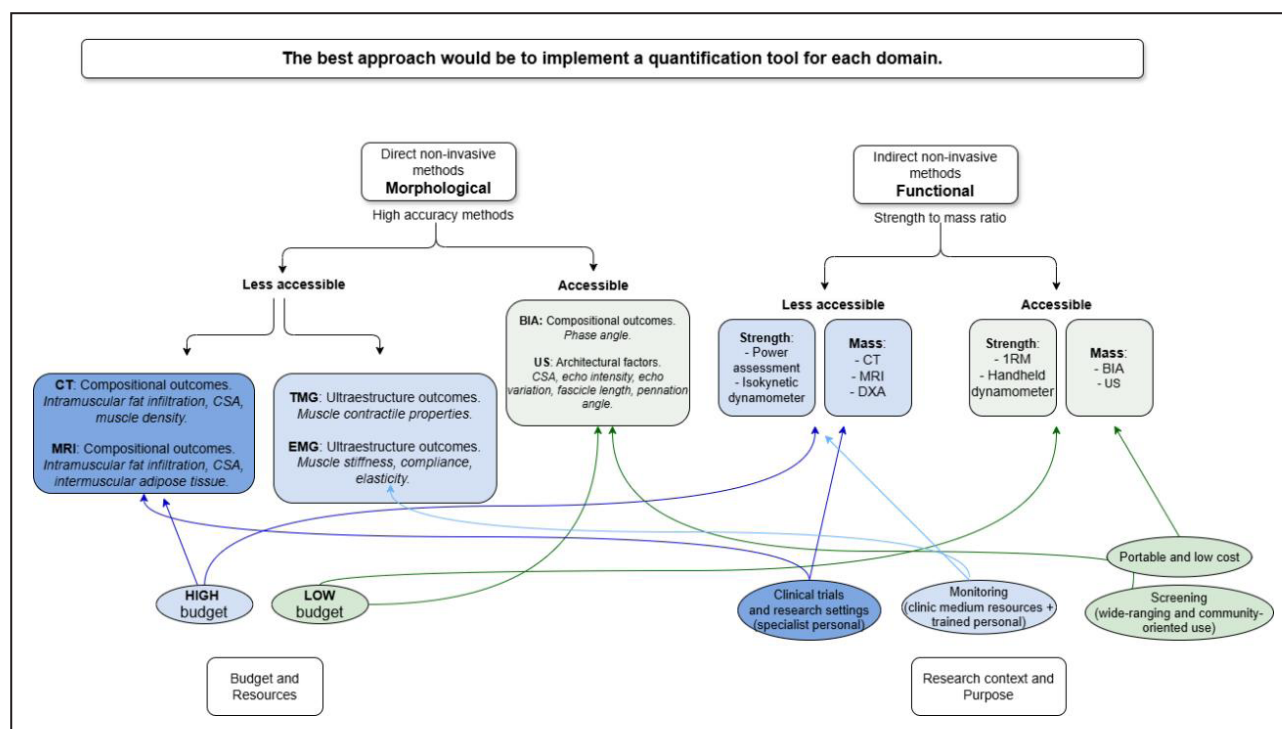 The best approach would be to implement a quantification tool for each domain.
Direct non-invasive
methods
Morphological
High accuracy methods
Indirect non-invasive
methods
Functional
Strength to mass ratio
Less accessible
Accessible
Less accessible
Accessible
CT: Compositional outcomes.
Intramuscular fat infiltration, CSA,
muscle density.
MRI: Compositional outcomes.
Intramuscular fat infiltration, CSA,
intermuscular adipose tissue.
TMG: Ultraestructure outcomes.
Muscle contractile properties.
EMG: Ultraestructure outcomes.
Muscle stiffness, compliance,
elasticity.
BIA: Compositional outcomes.
Phase angle.
US: Architectural factors.
CSA, echo intensity, echo
variation, fascicle length, pennation
angle.
Strength:
- Power
assessment
- Isokynetic
dynamometer
Mass:
- CT
- MRI
- DXA
Strength:
- 1RM
- Handheld
dynamometer
Mass:
- BIA
- US
HIGH
budget
LOW
budget
Clinical trials
and research settings
(specialist personal)
Monitoring
(clinic medium resources +
trained personal)
Portable and low cost
Screening
(wide-ranging and community-
oriented use)
Budget and
Resources
Research context and
Purpose